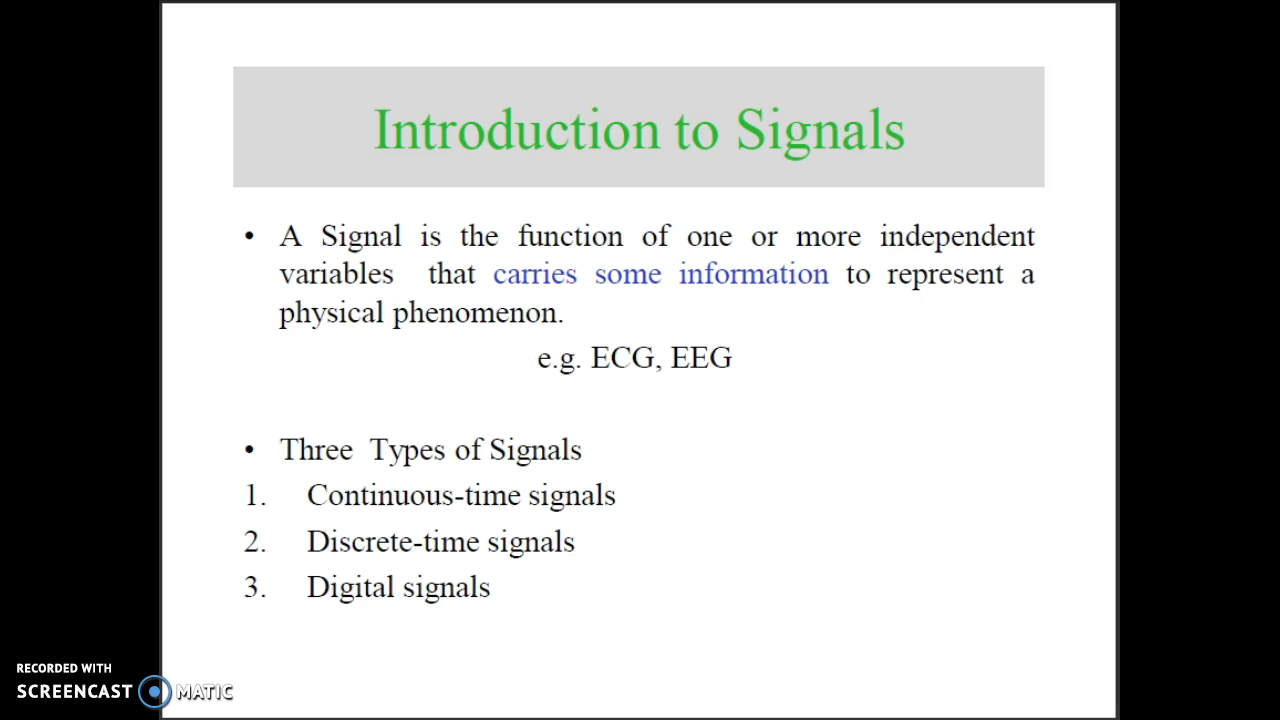 Introduction to Signals
• A Signal is the function of one or more independent
variables that carries some information to represent a
physical phenomenon.
e.g. ECG, EEG
• Three Types of Signals
1. Continuous-time signals
2. Discrete-time signals
3. Digital signals
RECORDED WITH
SCREENCAST MATIC